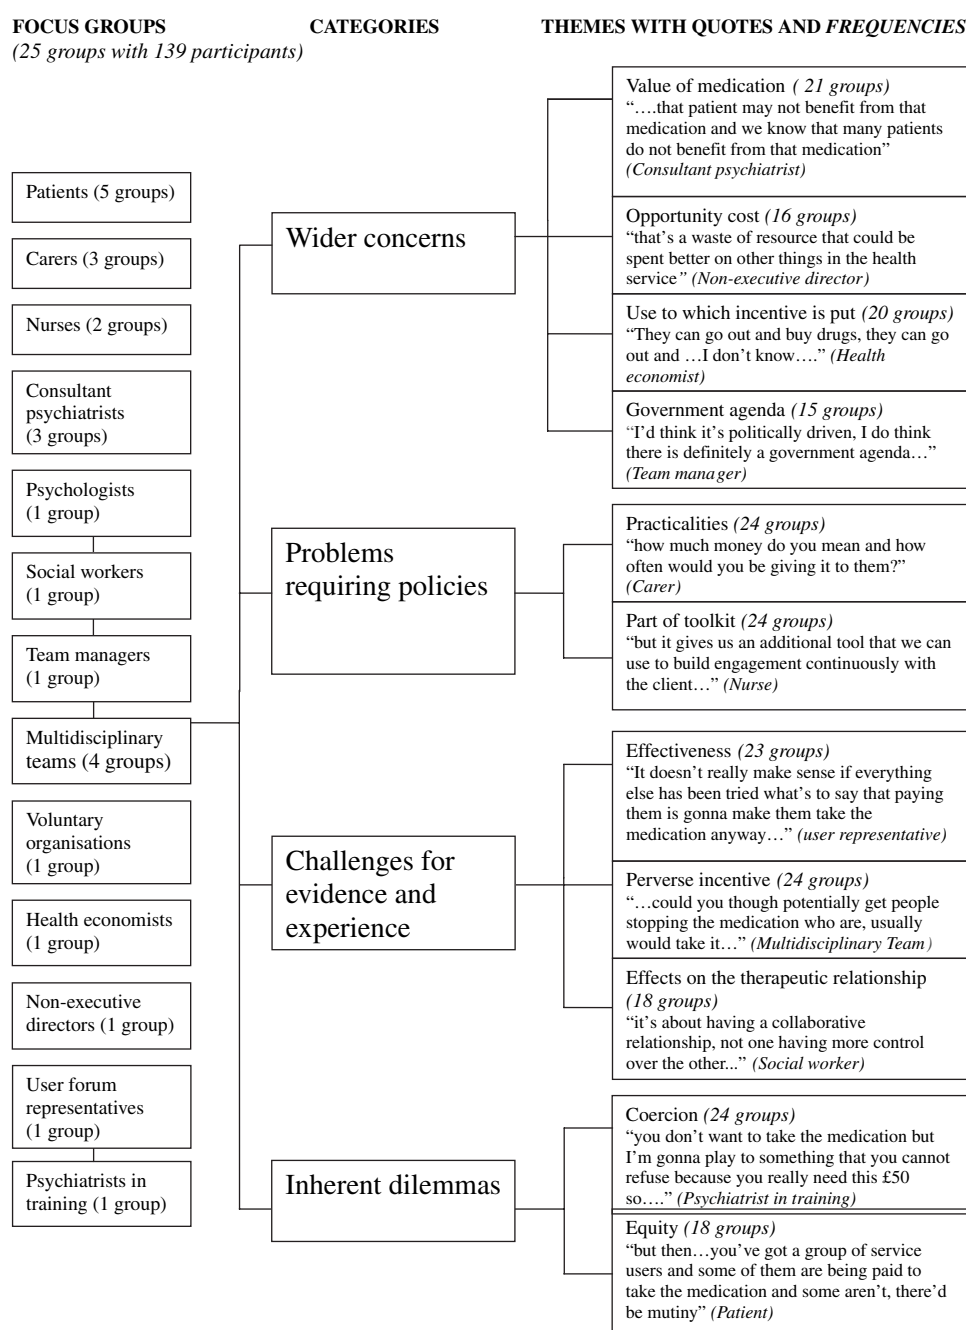 FOCUS GROUPS
(25 groups with 139 participants)
Patients (5 groups)
Carers (3 groups)
Nurses (2 groups)
Consultant
psychiatrists
(3 groups)
Psychologists
(1 group)
Social workers
(1 group)
Team managers
(1 group)
Multidisciplinary
teams (4 groups)
Voluntary
organisations
(1 group)
Health economists
(1 group)
Non-executive
directors (1 group)
User forum
representatives
(1 group)
Psychiatrists in
training (1 group)
CATEGORIES
Wider concerns
Problems
requiring policies
Challenges for
evidence and
experience
Inherent dilemmas
THEMES WITH QUOTES AND FREQUENCIES
Value of medication ( 21 groups)
“….that patient may not benefit from that
medication and we know that many patients
do not benefit from that medication”
(Consultant psychiatrist)
Opportunity cost (16 groups)
“that’s a waste of resource that could be
spent better on other things in the health
service” (Non-executive director)
Use to which incentive is put (20 groups)
“They can go out and buy drugs, they can go
out and …I don’t know….” (Health
economist)
Government agenda (15 groups)
“I’d think it’s politically driven, I do think
there is definitely a government agenda…”
(Team manager)
Practicalities (24 groups)
“how much money do you mean and how
often would you be giving it to them?”
(Carer)
Part of toolkit (24 groups)
“but it gives us an additional tool that we can
use to build engagement continuously with
the client…” (Nurse)
Effectiveness (23 groups)
“It doesn’t really make sense if everything
else has been tried what’s to say that paying
them is gonna make them take the
medication anyway…” (user representative)
Perverse incentive (24 groups)
“…could you though potentially get people
stopping the medication who are, usually
would take it…” (Multidisciplinary Team)
Effects on the therapeutic relationship
(18 groups)
“it’s about having a collaborative
relationship, not one having more control
over the other...” (Social worker)
Coercion (24 groups)
“you don’t want to take the medication but
I’m gonna play to something that you cannot
refuse because you really need this £50
so….” (Psychiatrist in training)
Equity (18 groups)
“but then…you’ve got a group of service
users and some of them are being paid to
take the medication and some aren’t, there’d
be mutiny” (Patient)